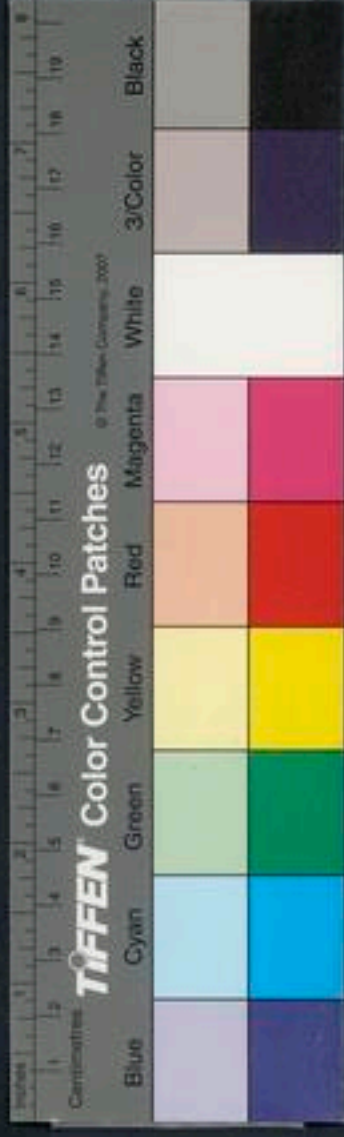 Inches 1 2 3 4 5 6 7 8
Centimetres 1 2 3 4 5 6 7 8 9 10 11 12 13 14 15 16 17 18 19
TIFFEN Color Control Patches © The Tiffen Company, 2007
Blue Cyan Green Yellow Red Magenta White 3/Color Black